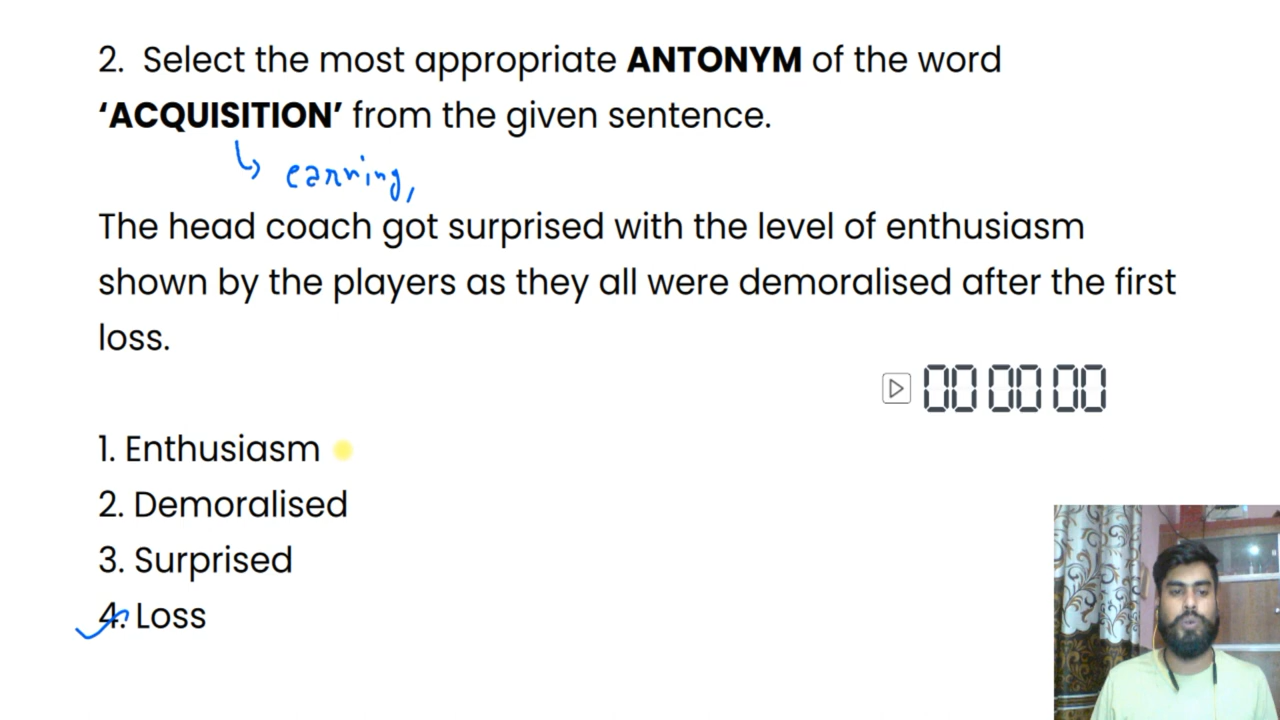 2. Select the most appropriate ANTONYM of the word
‘ACQUISITION’ from the given sentence.
earning,
The head coach got surprised with the level of enthusiasm
shown by the players as they all were demoralised after the first
loss.
00 00 00
1. Enthusiasm
2. Demoralised
3. Surprised
4. Loss